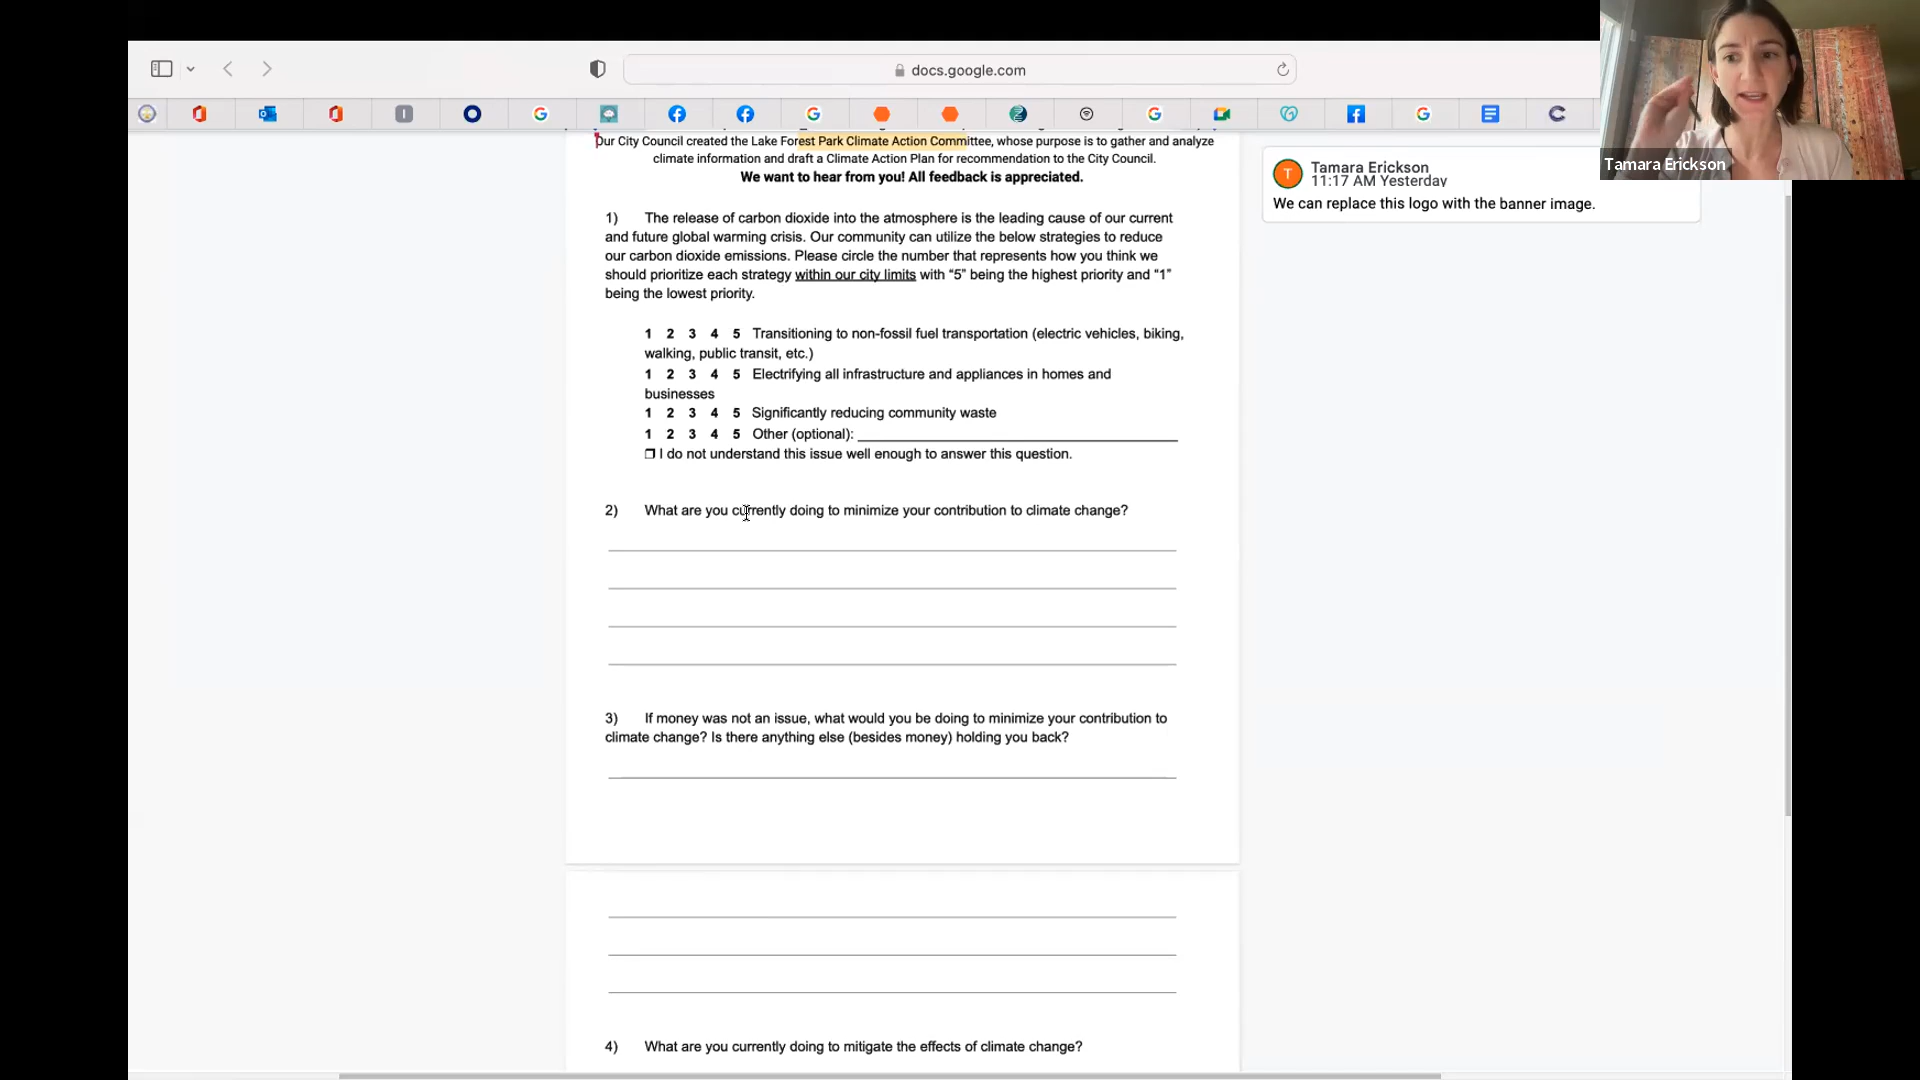 docs.google.com
Tamara Erickson
Our City Council created the Lake Forest Park Climate Action Committee, whose purpose is to gather and analyze
climate information and draft a Climate Action Plan for recommendation to the City Council.
We want to hear from you! All feedback is appreciated.
T
Tamara Erickson
11:17 AM Yesterday
We can replace this logo with the banner image.
1) The release of carbon dioxide into the atmosphere is the leading cause of our current
and future global warming crisis. Our community can utilize the below strategies to reduce
our carbon dioxide emissions. Please circle the number that represents how you think we
should prioritize each strategy within our city limits with “5” being the highest priority and “1”
being the lowest priority.
1 2 3 4 5 Transitioning to non-fossil fuel transportation (electric vehicles, biking,
walking, public transit, etc.)
1 2 3 4 5 Electrifying all infrastructure and appliances in homes and
businesses
1 2 3 4 5 Significantly reducing community waste
1 2 3 4 5 Other (optional):
I do not understand this issue well enough to answer this question.
2) What are you currently doing to minimize your contribution to climate change?
3) If money was not an issue, what would you be doing to minimize your contribution to
climate change? Is there anything else (besides money) holding you back?
4) What are you currently doing to mitigate the effects of climate change?